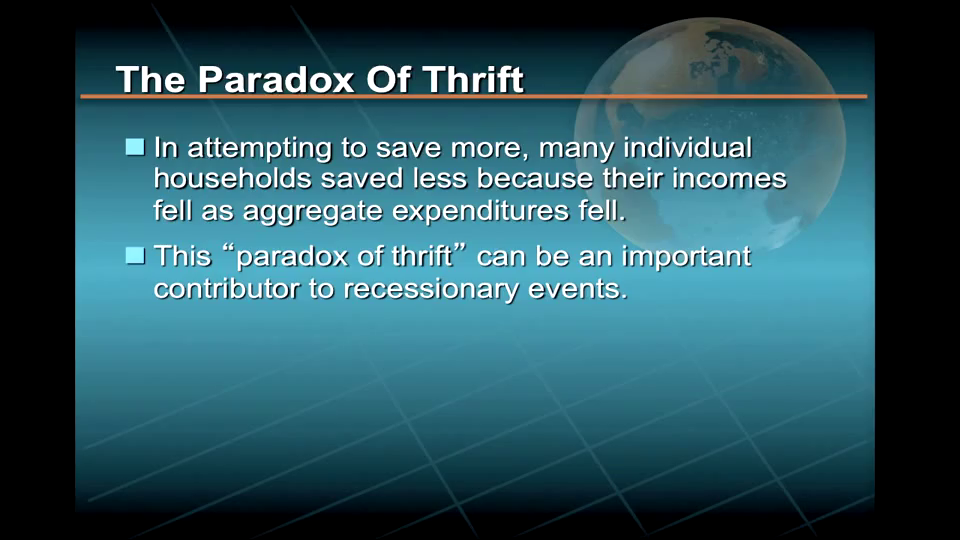 The Paradox Of Thrift
In attempting to save more, many individual
households saved less because their incomes
fell as aggregate expenditures fell.
This “paradox of thrift” can be an important
contributor to recessionary events.